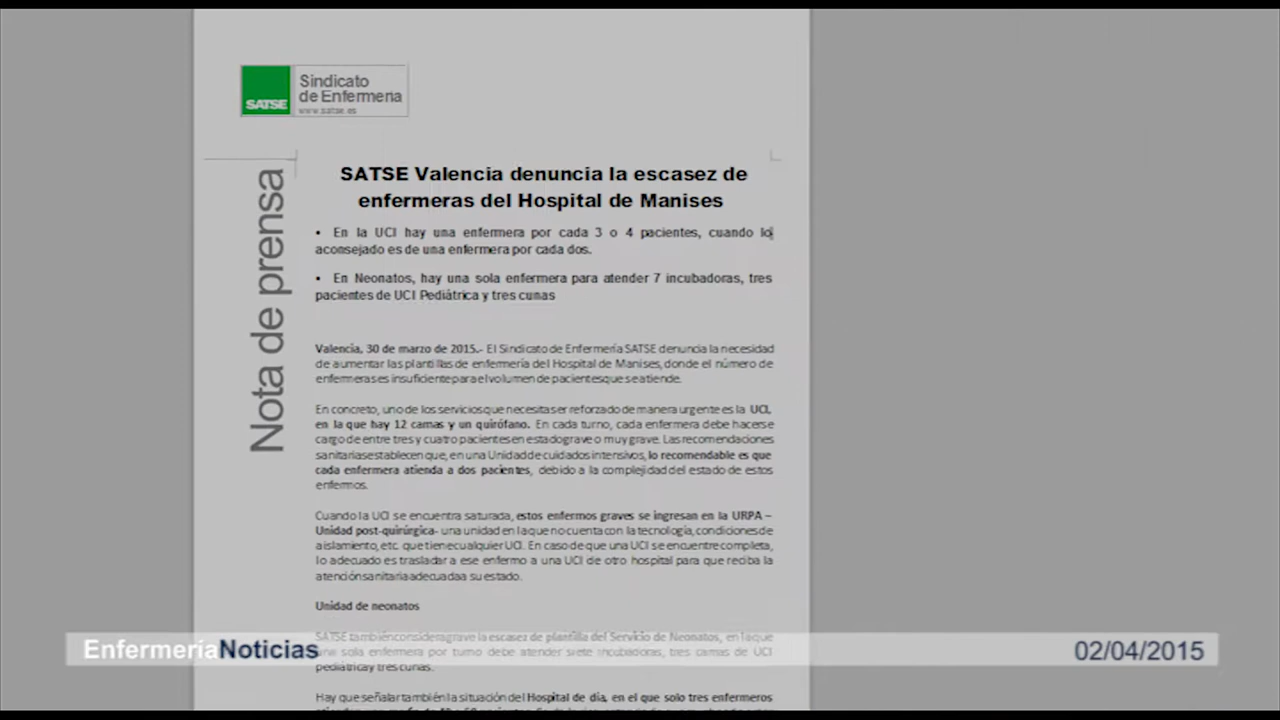 Sindicato
de Enfermería
SATSE
www.satse.es
Nota de prensa
SATSE Valencia denuncia la escasez de
enfermeras del Hospital de Manises
• En la UCI hay una enfermera por cada 3 o 4 pacientes, cuando lo
aconsejado es de una enfermera por cada dos.
• En Neonatos, hay una sola enfermera para atender 7 incubadoras, tres
pacientes de UCI Pediátrica y tres cunas
Valencia, 30 de marzo de 2015.- El Sindicato de Enfermería SATSE denuncia la necesidad
de aumentar las plantillas de enfermería del Hospital de Manises, donde el número de
enfermeras es insuficiente para el volumen de pacientes que se atiende.
En concreto, uno de los servicios que necesita ser reforzado de manera urgente es la UCI,
en la que hay 12 camas y un quirófano. En cada turno, cada enfermera debe hacerse
cargo de entre tres y cuatro pacientes en estado grave o muy grave. Las recomendaciones
sanitarias establecen que, en una Unidad de cuidados intensivos, lo recomendable es que
cada enfermera atienda a dos pacientes, debido a la complejidad del estado de estos
enfermos.
Cuando la UCI se encuentra saturada, estos enfermos graves se ingresan en la URPA –
Unidad post-quirúrgica- una unidad en la que no cuenta con la tecnología, condiciones de
aislamiento, etc. que tiene cualquier UCI. En caso de que una UCI se encuentre completa,
lo adecuado es trasladar a ese enfermo a una UCI de otro hospital para que reciba la
atención sanitaria adecuada a su estado.
Unidad de neonatos
SATSE también considera grave la escasez de plantilla del Servicio de Neonatos, en la que
una sola enfermera por turno debe atender siete incubadoras, tres camas de UCI
pediátrica y tres cunas.
EnfermeríaNoticias
02/04/2015
Hay que señalar también la situación del Hospital de día, en el que solo tres enfermeros